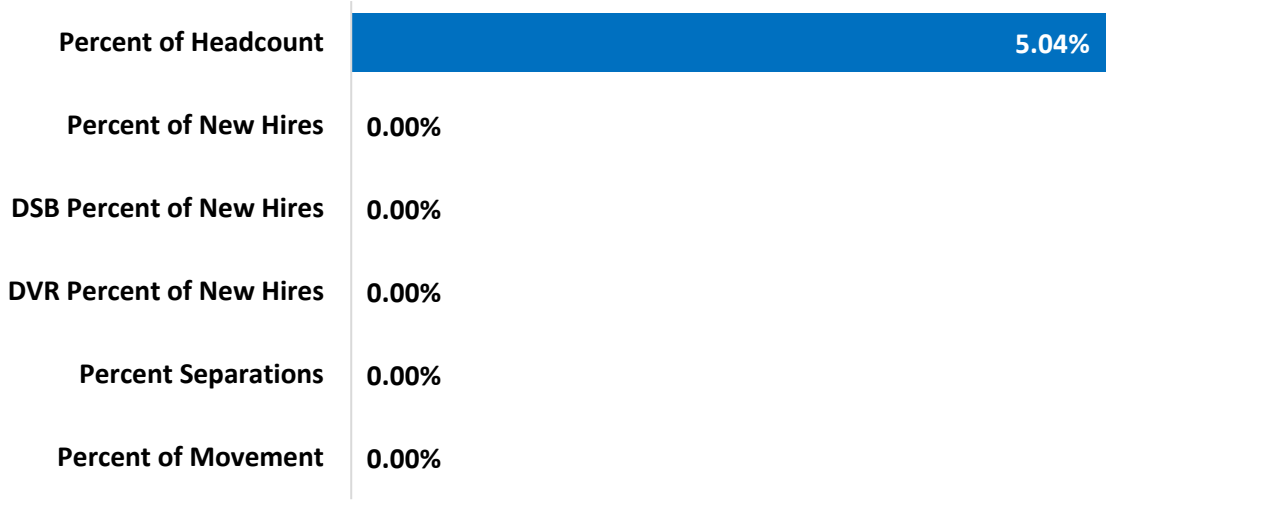 Percent of Headcount 5.04%
Percent of New Hires 0.00%
DSB Percent of New Hires 0.00%
DVR Percent of New Hires 0.00%
Percent Separations 0.00%
Percent of Movement 0.00%